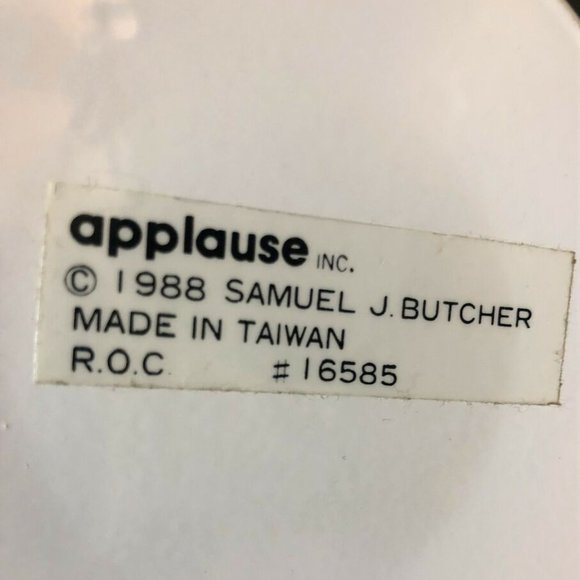 applause INC.
© 1988 SAMUEL J. BUTCHER
MADE IN TAIWAN
R.O.C. # 16585